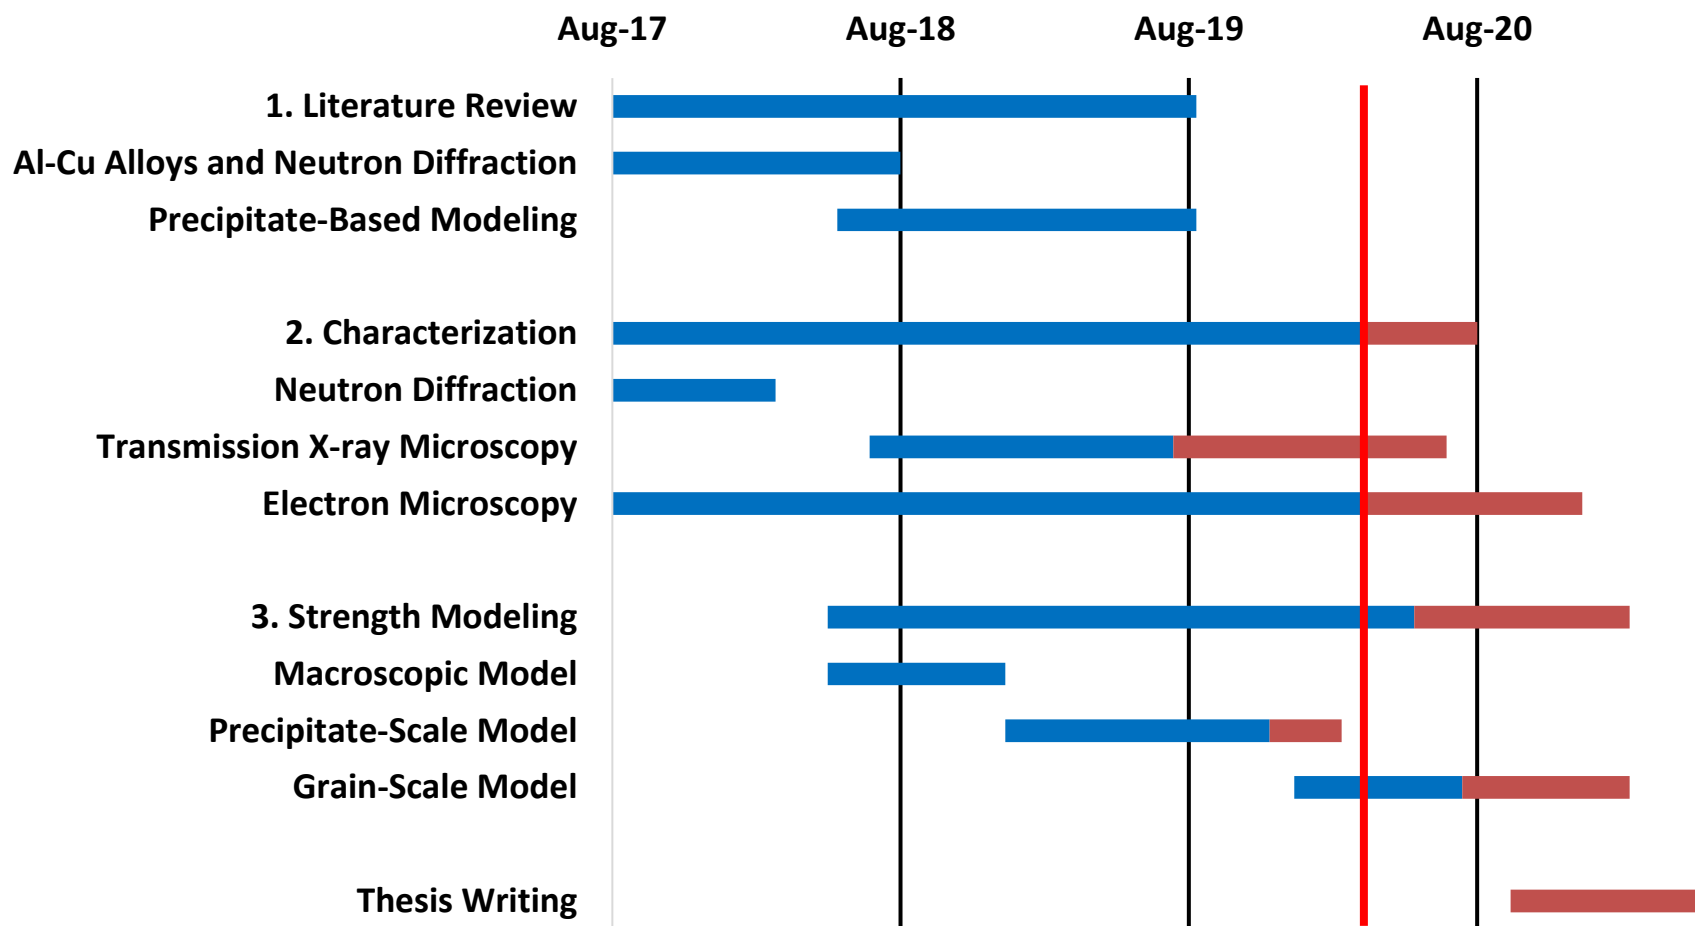 Aug-17 Aug-18 Aug-19 Aug-20
1. Literature Review
Al-Cu Alloys and Neutron Diffraction
Precipitate-Based Modeling
2. Characterization
Neutron Diffraction
Transmission X-ray Microscopy
Electron Microscopy
3. Strength Modeling
Macroscopic Model
Precipitate-Scale Model
Grain-Scale Model
Thesis Writing